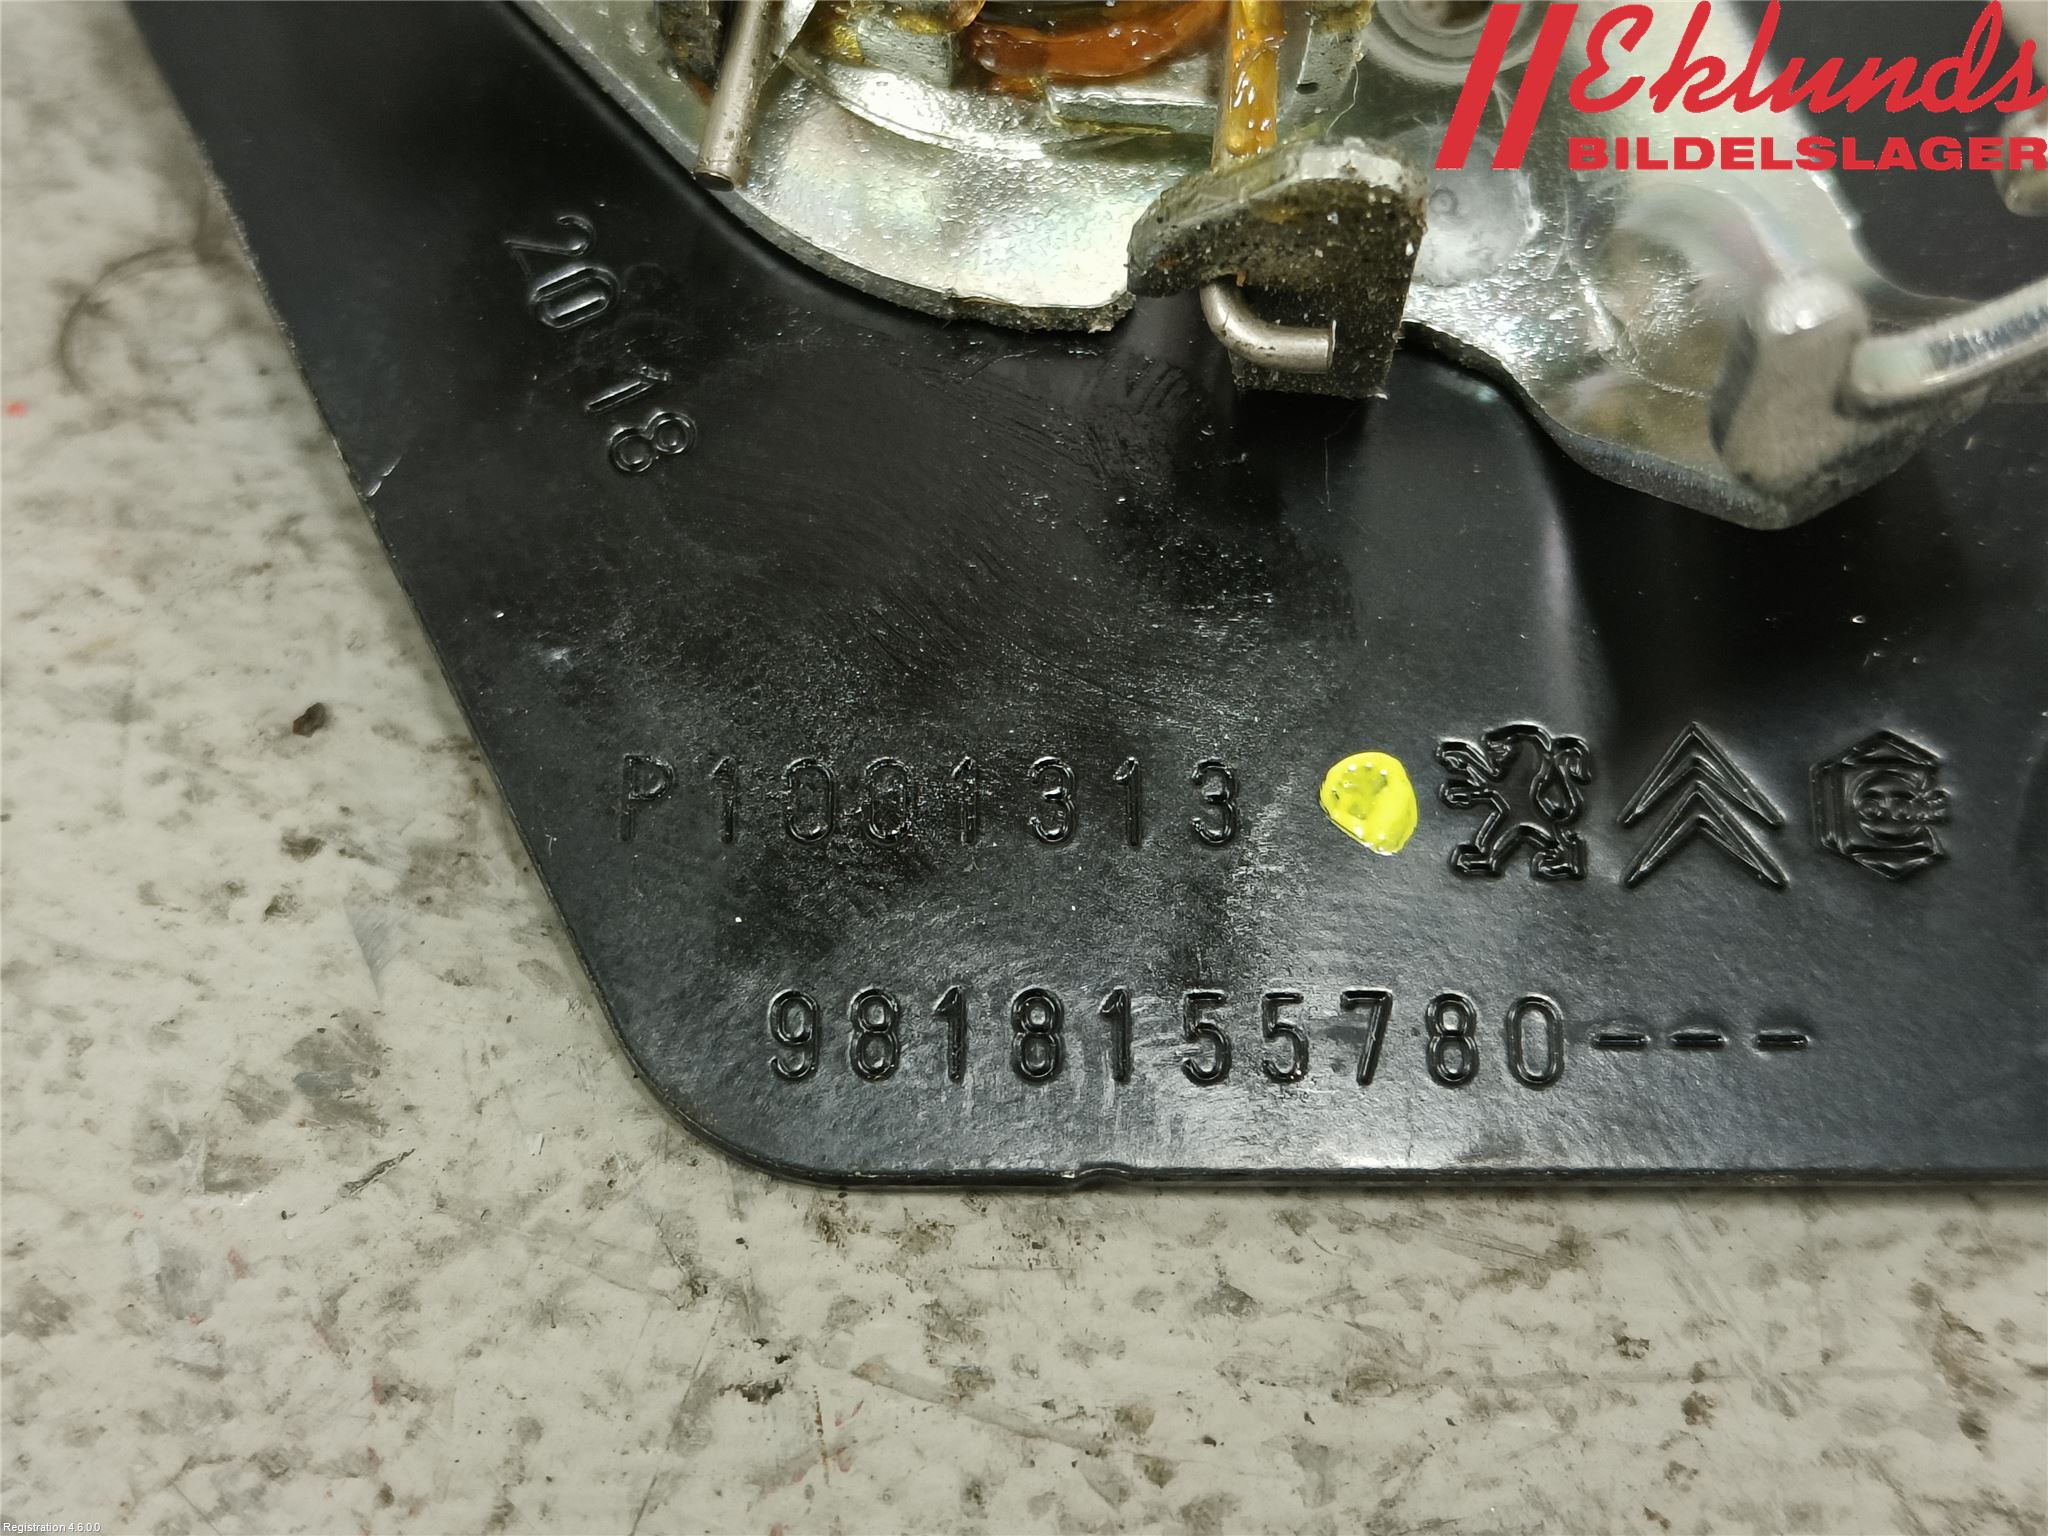 Eklunds
BILDELSLAGER
2018
P1001313
9818155780---
Registration 4.6.0.0